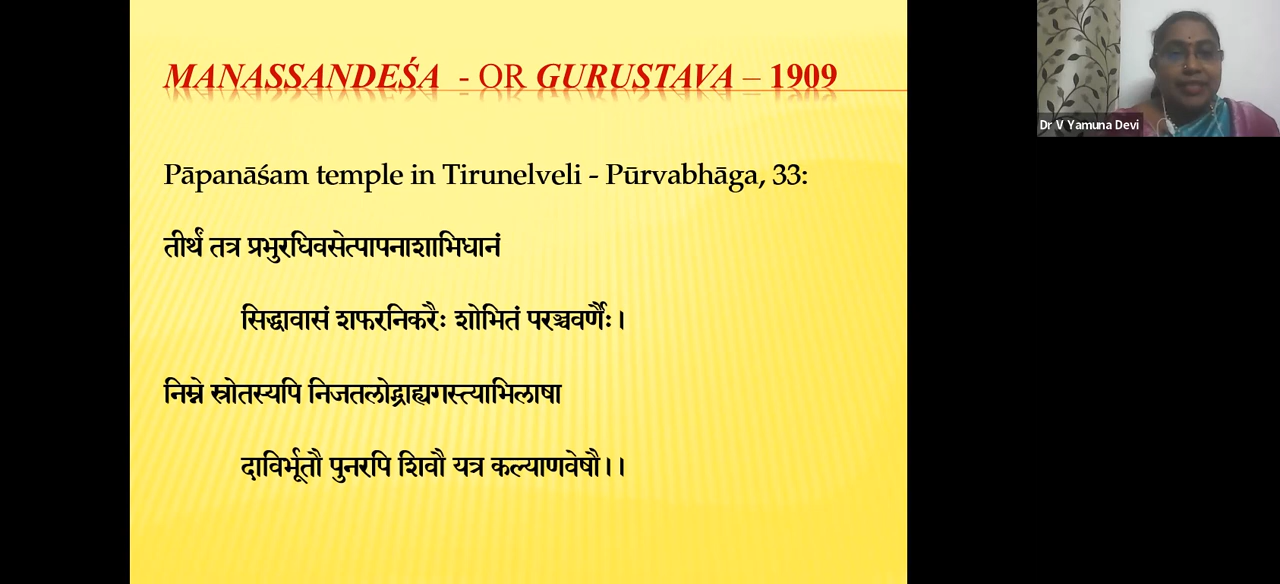 MANASSANDEŚA - OR GURUSTAVA – 1909
Pāpanāśam temple in Tirunelveli - Pūrvabhāga, 33:
तीर्थं तत्र प्रभुरधिवसेत्पापनाशाभिधानं
सिद्धावासं शफरनिकरैः शोभितं परञ्चवर्णैः।
निम्ने स्रोतस्यपि निजतलोद्ग्राह्यगस्त्याभिलाषा
दाविर्भूतौ पुनरपि शिवौ यत्र कल्याणवेषौ।।
Dr V Yamuna Devi